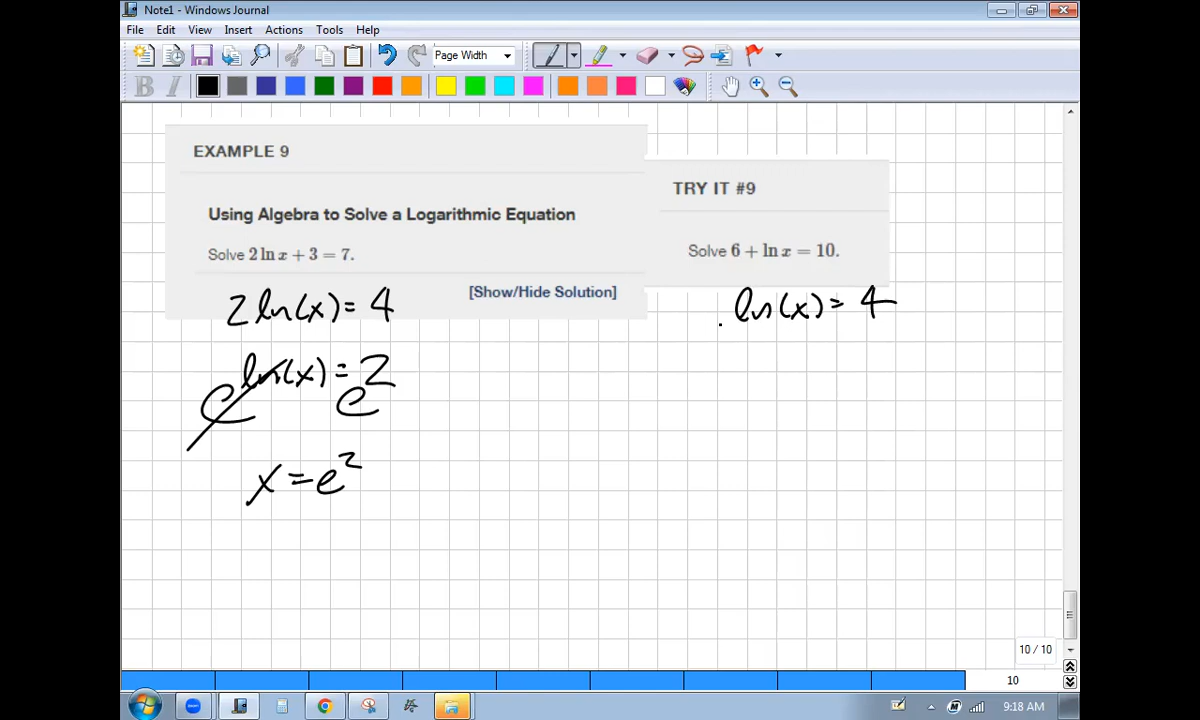 Note1 - Windows Journal
File Edit View Insert Actions Tools Help
Page Width
B I
EXAMPLE 9
Using Algebra to Solve a Logarithmic Equation
Solve 2 ln x + 3 = 7.
[Show/Hide Solution]
2 ln(x) = 4
ln(x) = 2
e e
x = e²
TRY IT #9
Solve 6 + ln x = 10.
ln(x) = 4
10 / 10
10
9:18 AM